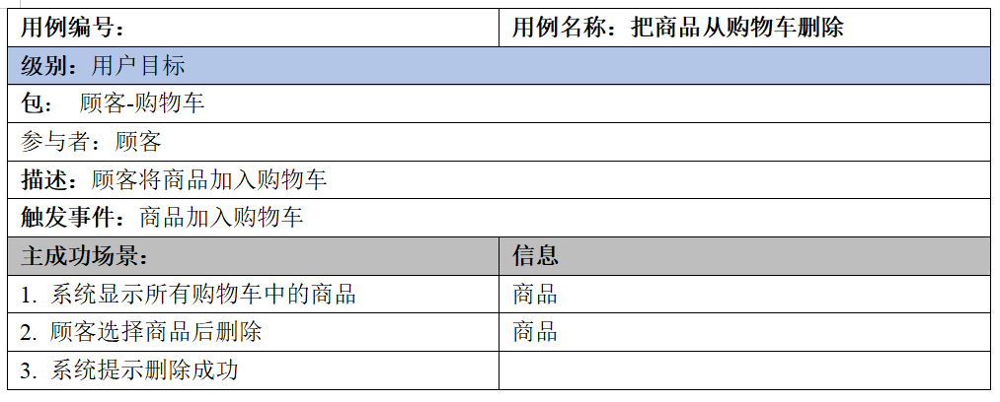 用例编号：
用例名称：把商品从购物车删除
级别：用户目标
包： 顾客-购物车
参与者：顾客
描述：顾客将商品加入购物车
触发事件：商品加入购物车
主成功场景：
信息
1. 系统显示所有购物车中的商品
商品
2. 顾客选择商品后删除
商品
3. 系统提示删除成功